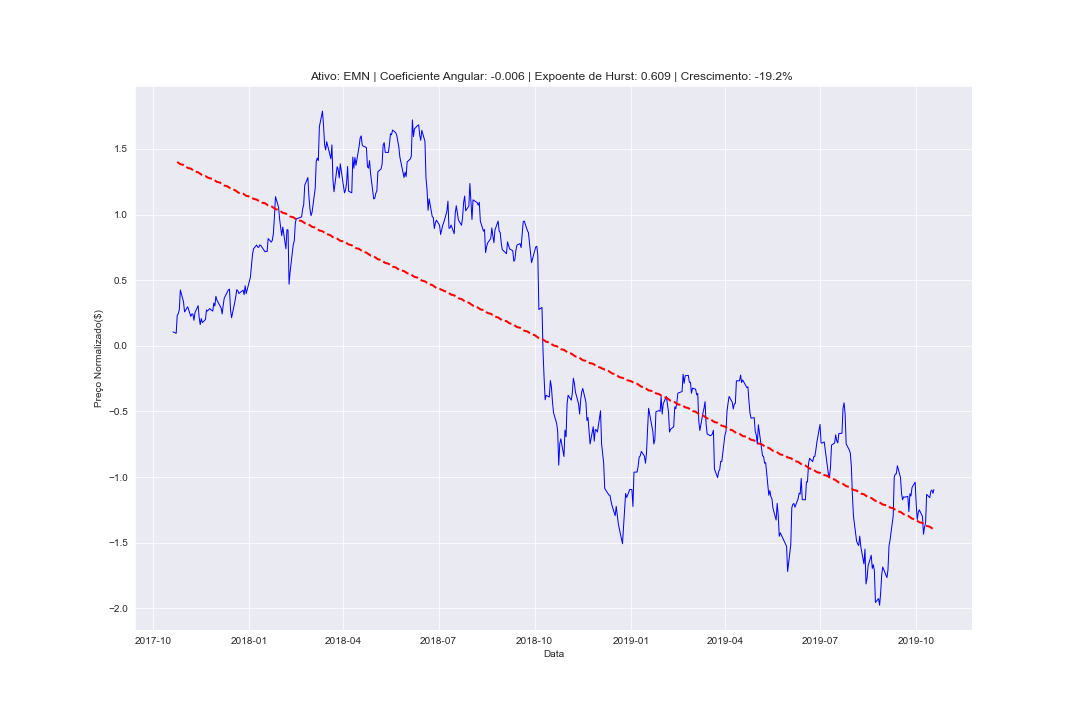 Ativo: EMN | Coeficiente Angular: -0.006 | Expoente de Hurst: 0.609 | Crescimento: -19.2%
Preço Normalizado($)
1.5
1.0
0.5
0.0
−0.5
−1.0
−1.5
−2.0
2017-10 2018-01 2018-04 2018-07 2018-10 2019-01 2019-04 2019-07 2019-10
Data